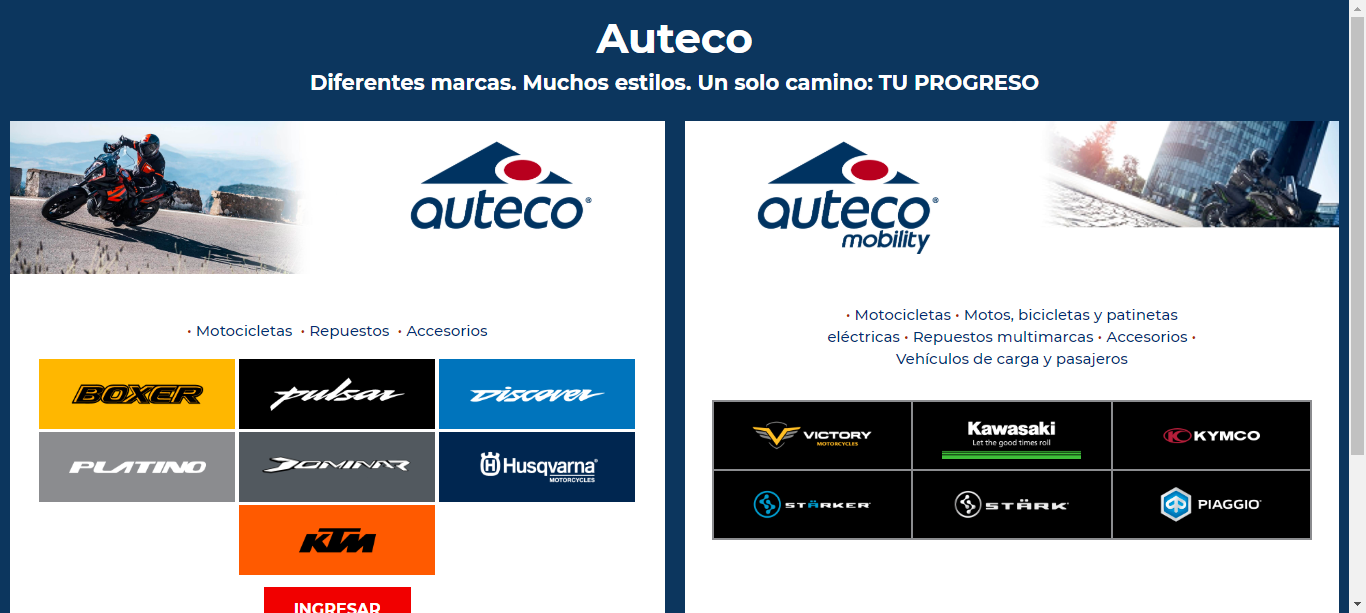 Auteco
Diferentes marcas. Muchos estilos. Un solo camino: TU PROGRESO
auteco®
• Motocicletas • Repuestos • Accesorios
BOXER
pulsar
DISCOVER
PLATINO
DOMINAR
Husqvarna®
MOTORCYCLES
KTM
INGRESAR
auteco®
mobility
• Motocicletas • Motos, bicicletas y patinetas
eléctricas • Repuestos multimarcas • Accesorios •
Vehículos de carga y pasajeros
VICTORY
MOTORCYCLES
Kawasaki
Let the good times roll
KYMCO
STÄRKER
STÄRK
PIAGGIO